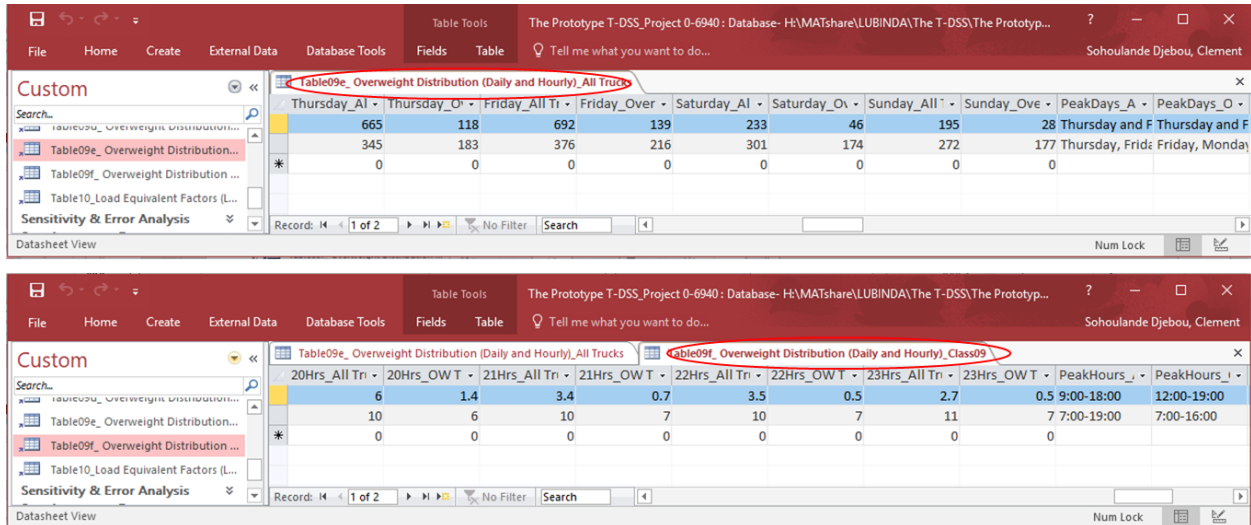 Table Tools The Prototype T-DSS_Project 0-6940 : Database- H:\MATshare\LUBINDA\The T-DSS\The Prototyp... ?
File Home Create External Data Database Tools Fields Table Tell me what you want to do... Sohoulande Djebou, Clement
Custom « Table09e_ Overweight Distribution (Daily and Hourly)_All Trucks ×
Search... Thursday_Al Thursday_O Friday_All Tr Friday_Over Saturday_Al Saturday_Ov Sunday_All T Sunday_Ove PeakDays_A PeakDays_O
665 118 692 139 233 46 195 28 Thursday and F Thursday and F
Table09e_ Overweight Distribution... 345 183 376 216 301 174 272 177 Thursday, Frida Friday, Monday
Table09f_ Overweight Distribution ... * 0 0 0 0 0 0 0 0
Table10_Load Equivalent Factors (L...
Sensitivity & Error Analysis Record: 1 of 2 No Filter Search
Datasheet View Num Lock
Table Tools The Prototype T-DSS_Project 0-6940 : Database- H:\MATshare\LUBINDA\The T-DSS\The Prototyp... ?
File Home Create External Data Database Tools Fields Table Tell me what you want to do... Sohoulande Djebou, Clement
Custom « Table09e_ Overweight Distribution (Daily and Hourly)_All Trucks Table09f_ Overweight Distribution (Daily and Hourly)_Class09 ×
Search... 20Hrs_All Tr 20Hrs_OW T 21Hrs_All Tr 21Hrs_OW T 22Hrs_All Tr 22Hrs_OW T 23Hrs_All Tr 23Hrs_OW T PeakHours_ PeakHours_
6 1.4 3.4 0.7 3.5 0.5 2.7 0.5 9:00-18:00 12:00-19:00
Table09e_ Overweight Distribution... 10 6 10 7 10 7 11 7 7:00-19:00 7:00-16:00
Table09f_ Overweight Distribution ... * 0 0 0 0 0 0 0 0
Table10_Load Equivalent Factors (L...
Sensitivity & Error Analysis Record: 1 of 2 No Filter Search
Datasheet View Num Lock